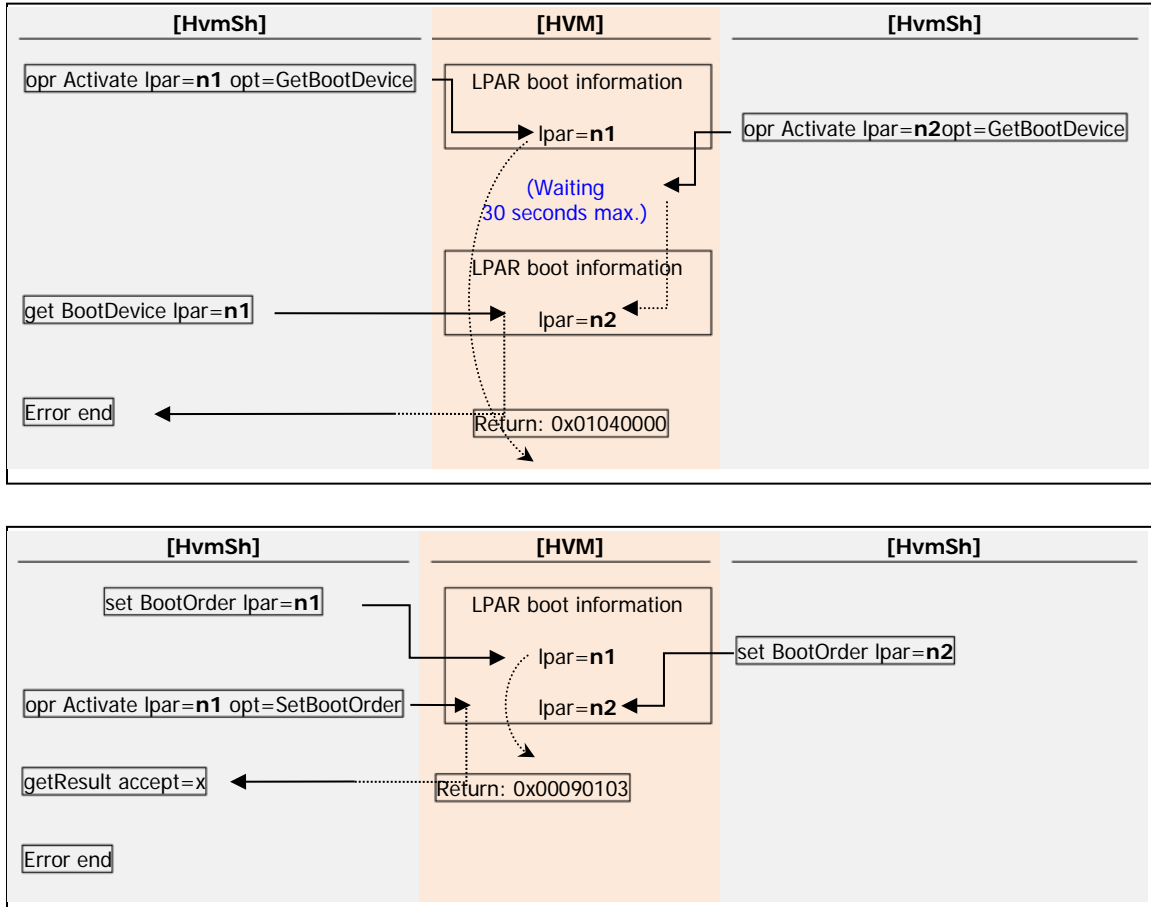 [HvmSh] [HVM] [HvmSh]
opr Activate lpar=n1 opt=GetBootDevice
LPAR boot information
lpar=n1
opr Activate lpar=n2opt=GetBootDevice
(Waiting
30 seconds max.)
LPAR boot information
get BootDevice lpar=n1
lpar=n2
Error end
Return: 0x01040000
[HvmSh] [HVM] [HvmSh]
set BootOrder lpar=n1
LPAR boot information
lpar=n1
set BootOrder lpar=n2
opr Activate lpar=n1 opt=SetBootOrder
lpar=n2
getResult accept=x
Return: 0x00090103
Error end